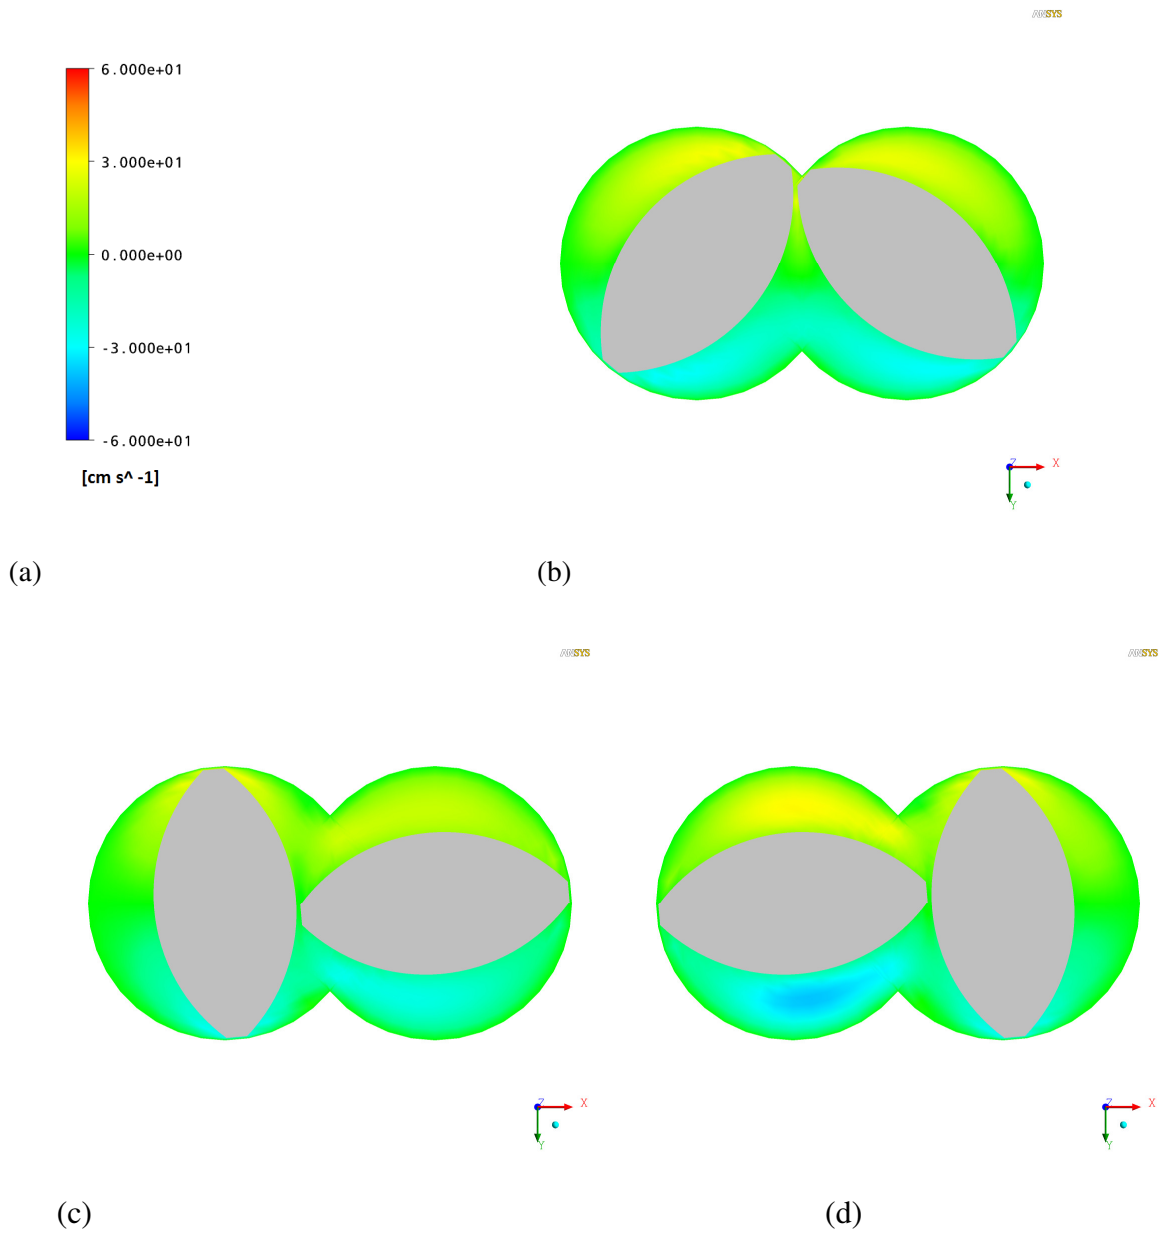 ANSYS
6.000e+01
3.000e+01
0.000e+00
-3.000e+01
-6.000e+01
[cm s^ -1]
Z X
Y
(a) (b)
ANSYS ANSYS
Z X Z X
Y Y
(c) (d)